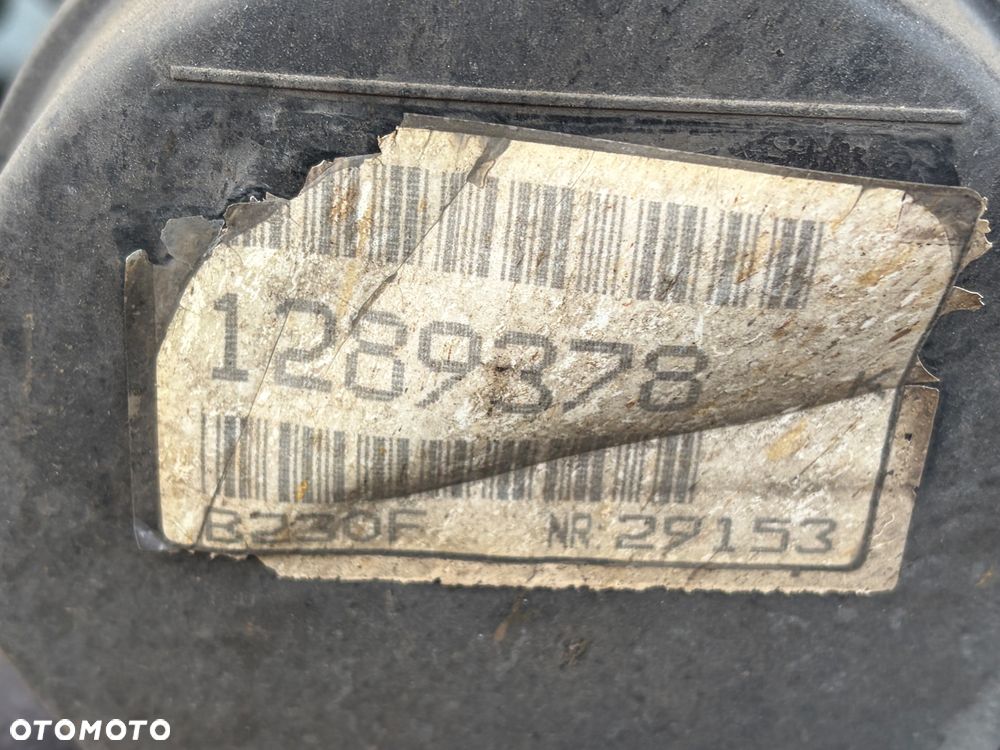 1289378
K
B230F NR: 29153
OTOMOTO